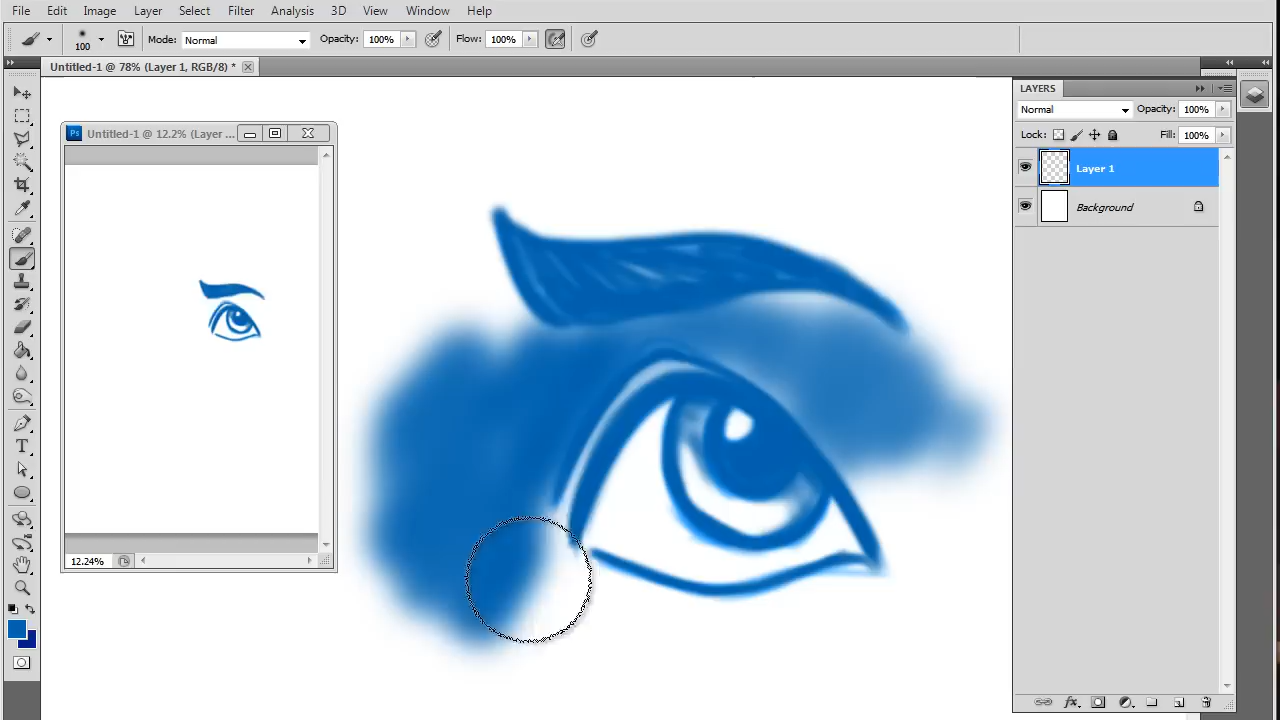 File Edit Image Layer Select Filter Analysis 3D View Window Help
100 Mode: Normal Opacity: 100% Flow: 100%
Untitled-1 @ 78% (Layer 1, RGB/8) *
Untitled-1 @ 12.2% (Layer ...
12.24%
LAYERS
Normal Opacity: 100%
Lock: Fill: 100%
Layer 1
Background